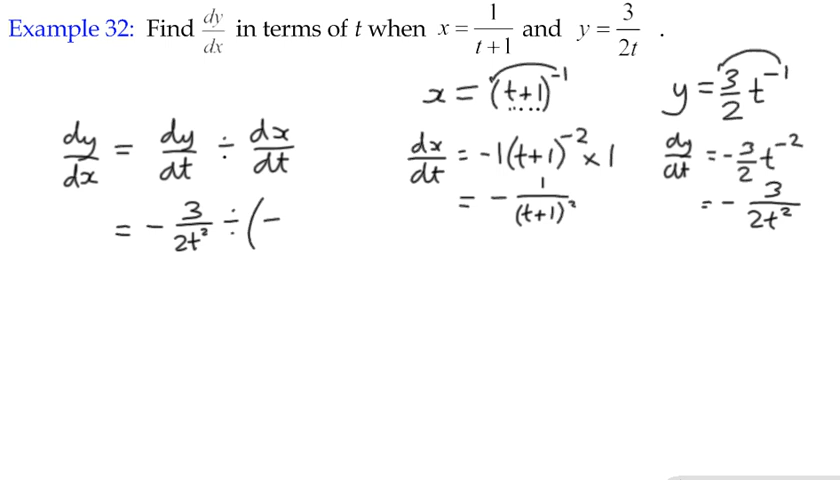 Example 32: Find dy/dx in terms of t when x = 1/(t+1) and y = 3/(2t) .
x = (t+1)^-1
y = 3/2 t^-1
dy/dx = dy/dt ÷ dx/dt
dx/dt = -1(t+1)^-2 × 1
dy/dt = -3/2 t^-2
= - 3/(2t²) ÷ (-
= - 1/(t+1)²
= - 3/(2t²)